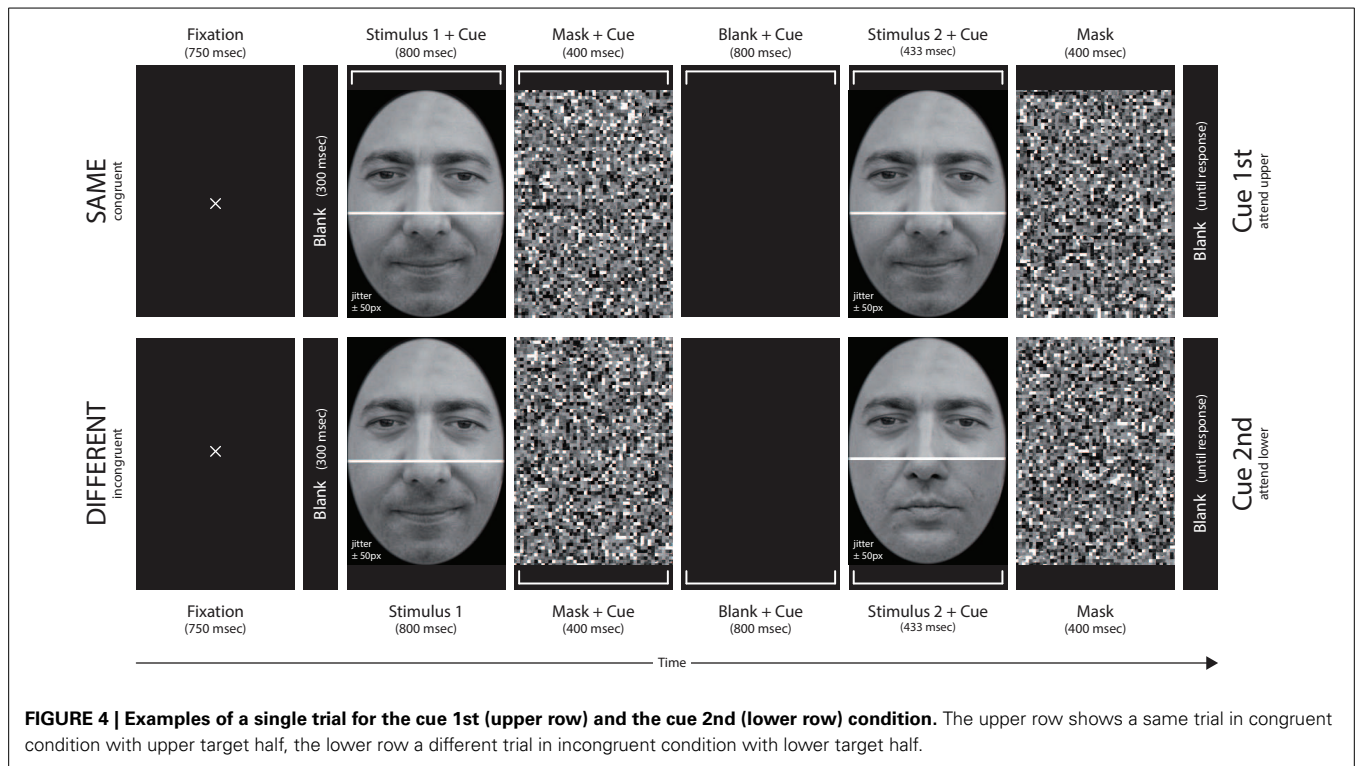 Fixation
(750 msec)
Stimulus 1 + Cue
(800 msec)
Mask + Cue
(400 msec)
Blank + Cue
(800 msec)
Stimulus 2 + Cue
(433 msec)
Mask
(400 msec)
SAME
congruent
Blank (300 msec)
jitter
± 50px
jitter
± 50px
Blank (until response)
Cue 1st
attend upper
DIFFERENT
incongruent
Blank (300 msec)
jitter
± 50px
jitter
± 50px
Blank (until response)
Cue 2nd
attend lower
Fixation
(750 msec)
Stimulus 1
(800 msec)
Mask + Cue
(400 msec)
Blank + Cue
(800 msec)
Stimulus 2 + Cue
(433 msec)
Mask
(400 msec)
Time
FIGURE 4 | Examples of a single trial for the cue 1st (upper row) and the cue 2nd (lower row) condition. The upper row shows a same trial in congruent
condition with upper target half, the lower row a different trial in incongruent condition with lower target half.